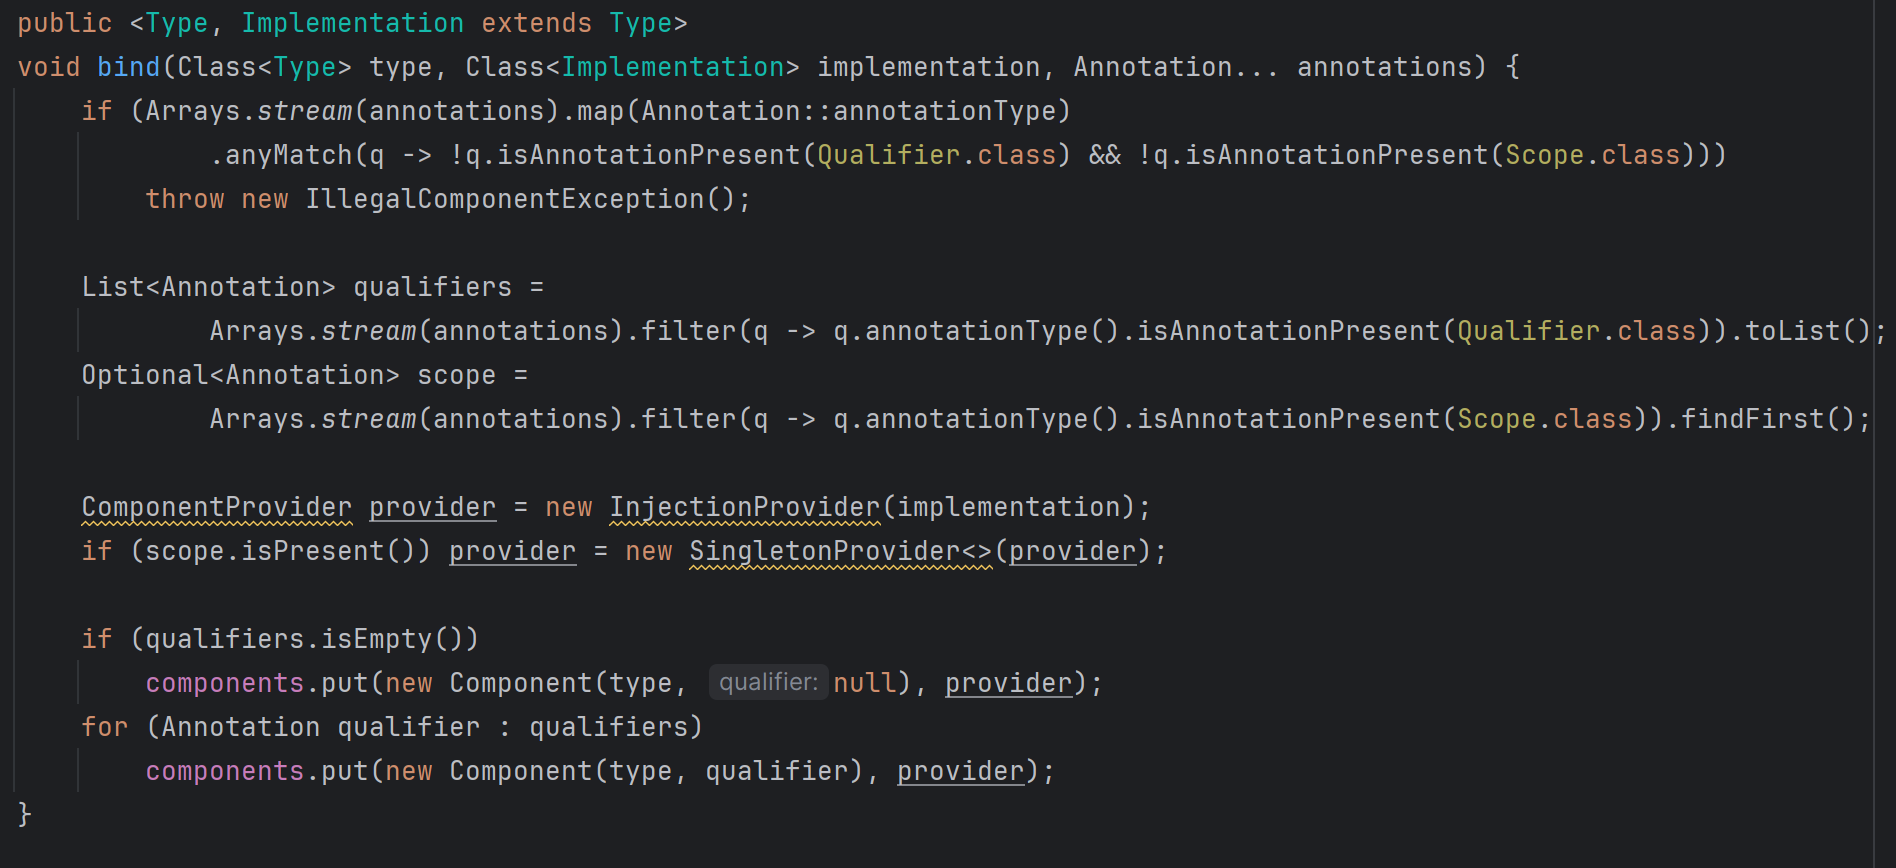 public <Type, Implementation extends Type>
void bind(Class<Type> type, Class<Implementation> implementation, Annotation... annotations) {
    if (Arrays.stream(annotations).map(Annotation::annotationType)
            .anyMatch(q -> !q.isAnnotationPresent(Qualifier.class) && !q.isAnnotationPresent(Scope.class)))
        throw new IllegalComponentException();

    List<Annotation> qualifiers =
            Arrays.stream(annotations).filter(q -> q.annotationType().isAnnotationPresent(Qualifier.class)).toList();
    Optional<Annotation> scope =
            Arrays.stream(annotations).filter(q -> q.annotationType().isAnnotationPresent(Scope.class)).findFirst();

    ComponentProvider provider = new InjectionProvider(implementation);
    if (scope.isPresent()) provider = new SingletonProvider<>(provider);

    if (qualifiers.isEmpty())
        components.put(new Component(type, qualifier: null), provider);
    for (Annotation qualifier : qualifiers)
        components.put(new Component(type, qualifier), provider);
}